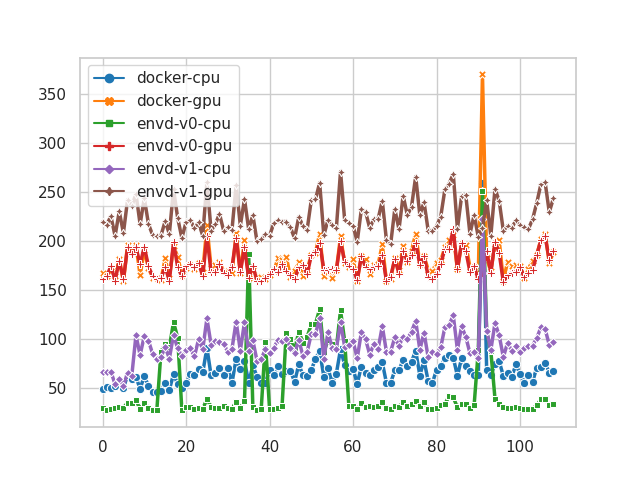 docker-cpu
docker-gpu
envd-v0-cpu
envd-v0-gpu
envd-v1-cpu
envd-v1-gpu
350
300
250
200
150
100
50
0 20 40 60 80 100